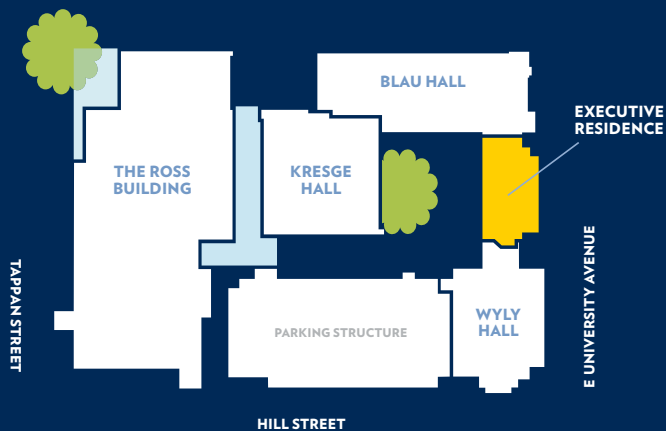 BLAU HALL
EXECUTIVE
RESIDENCE
THE ROSS
BUILDING
KRESGE
HALL
TAPPAN STREET
E UNIVERSITY AVENUE
PARKING STRUCTURE
WYLY
HALL
HILL STREET